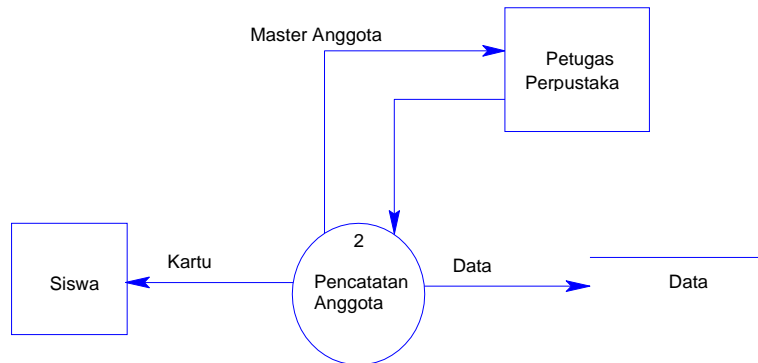 Master Anggota
Petugas
Perpustaka
2
Kartu
Data
Siswa
Pencatatan
Anggota
Data